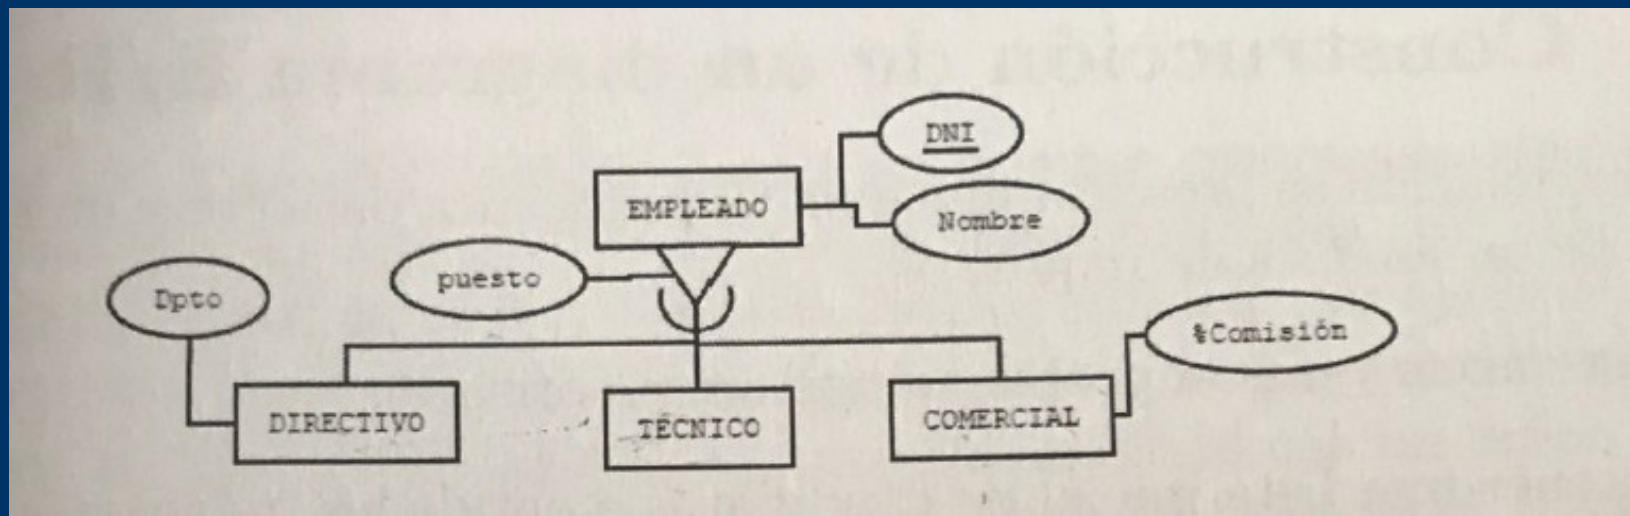 DNI
EMPLEADO
Nombre
puesto
Dpto
%Comisión
DIRECTIVO
TÉCNICO
COMERCIAL